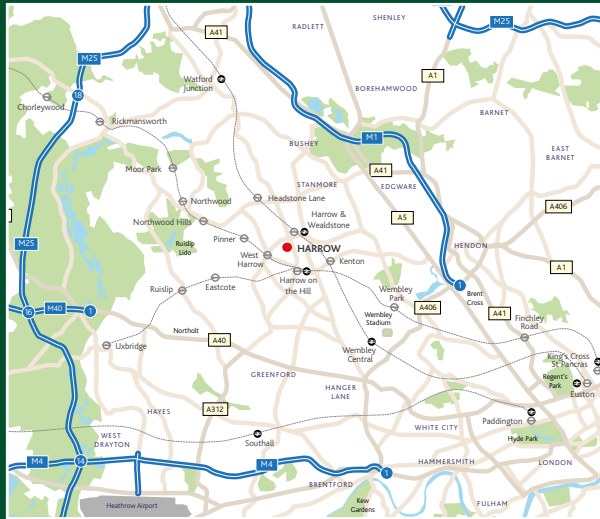 SHENLEY
M25
RADLETT
A41
M25
Watford
Junction
A1
BOREHAMWOOD
18
Chorleywood
BARNET
Rickmansworth
M1
BUSHEY
EAST
BARNET
Moor Park
A41
STANMORE
EDGWARE
Northwood
Headstone Lane
A406
A5
Harrow &
Wealdstone
Northwood Hills
Pinner
M25
Ruislip
Lido
HARROW
HENDON
West
Harrow
Kenton
A1
Harrow on
the Hill
Eastcote
Ruislip
1
Brent
Cross
Wembley
Park
M40
1
16
A406
A41
Wembley
Stadium
Finchley
Road
Northolt
A40
Uxbridge
Wembley
Central
King's Cross
St Pancras
GREENFORD
Regent's
Park
HANGER
LANE
Euston
HAYES
A312
Paddington
WHITE CITY
WEST
DRAYTON
Southall
Hyde Park
M4
14
M4
HAMMERSMITH
LONDON
1
BRENTFORD
Heathrow Airport
Kew
Gardens
FULHAM